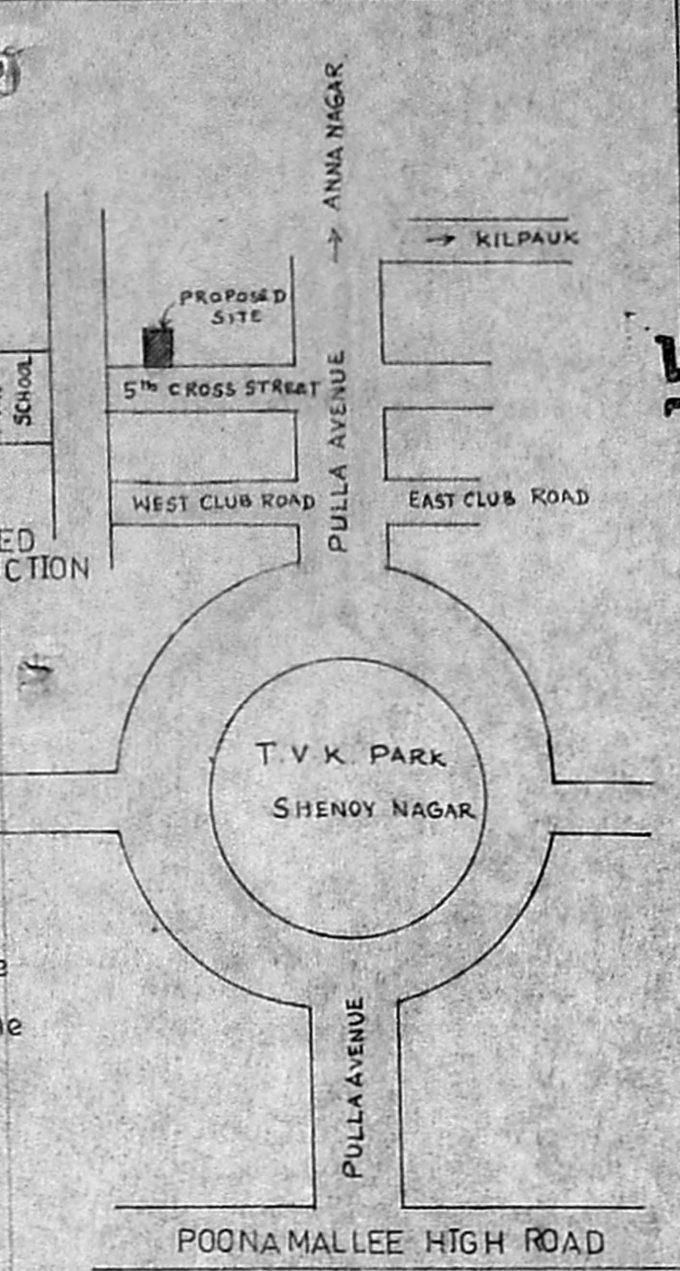 → ANNA NAGAR
→ KILPAUK
PROPOSED
SITE
SCHOOL
5TH CROSS STREET
PULLA AVENUE
WEST CLUB ROAD
EAST CLUB ROAD
ED
CTION
T.V.K. PARK
SHENOY NAGAR
e
le
PULLA AVENUE
POONAMALLEE HIGH ROAD